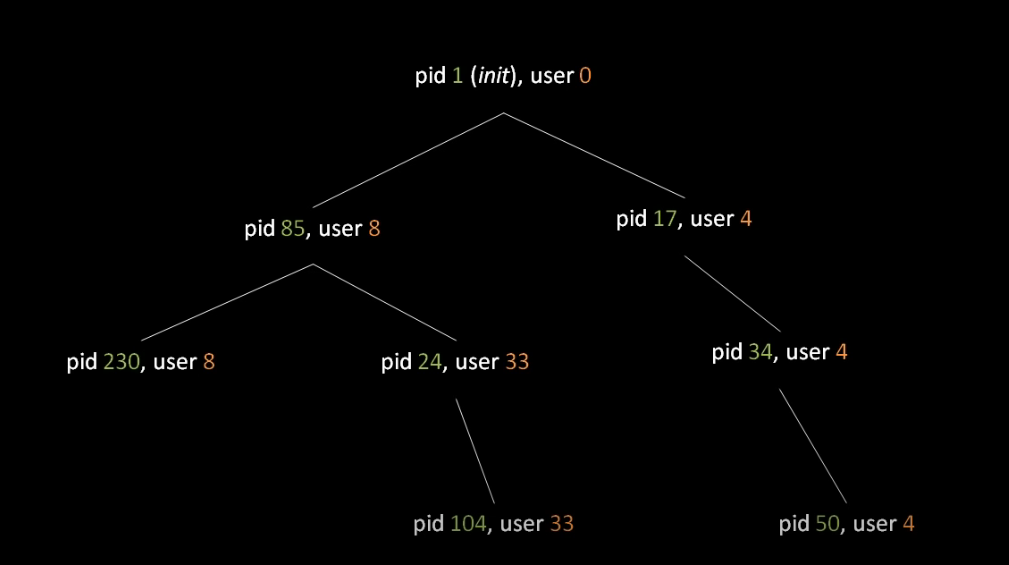 pid 1 (init), user 0
pid 85, user 8
pid 17, user 4
pid 230, user 8
pid 24, user 33
pid 34, user 4
pid 104, user 33
pid 50, user 4